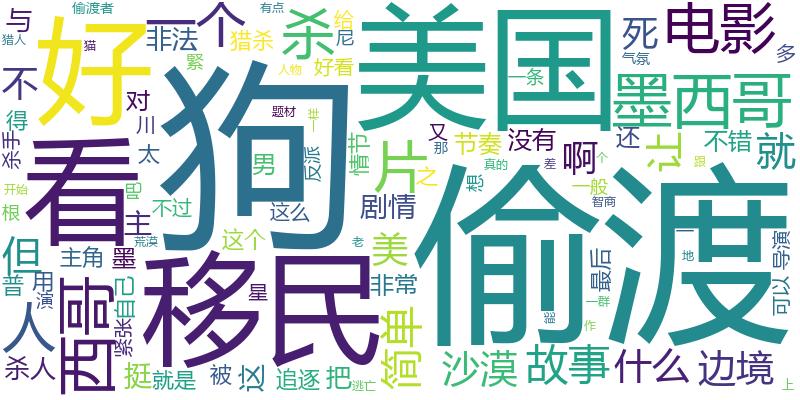 偷渡者
有点
与
猎人
猫
一个
非法
猎杀
紧
杀
给
尼
好看
人物
美国
死
电影
气氛
多
好
不
得
杀手
对
川
太
狗
题材
一部
反派
男
情节
片
又
那
节奏
没有
真的
啊
墨西哥
还
让
不错
就
一条
差
个
跟
一般
智商
想
之
看
吧
不过
开始
根
但
主
荒漠
主角
墨
普
用
演
自己
紧张
这个
这么
老
剧情
美
非常
偷渡
最后
一
地
可以
导演
一群
能
作
移民
星
人
杀人
西哥
挺
就是
被
这
追逐
把
逃亡
简单
沙漠
故事
什么
边境
上